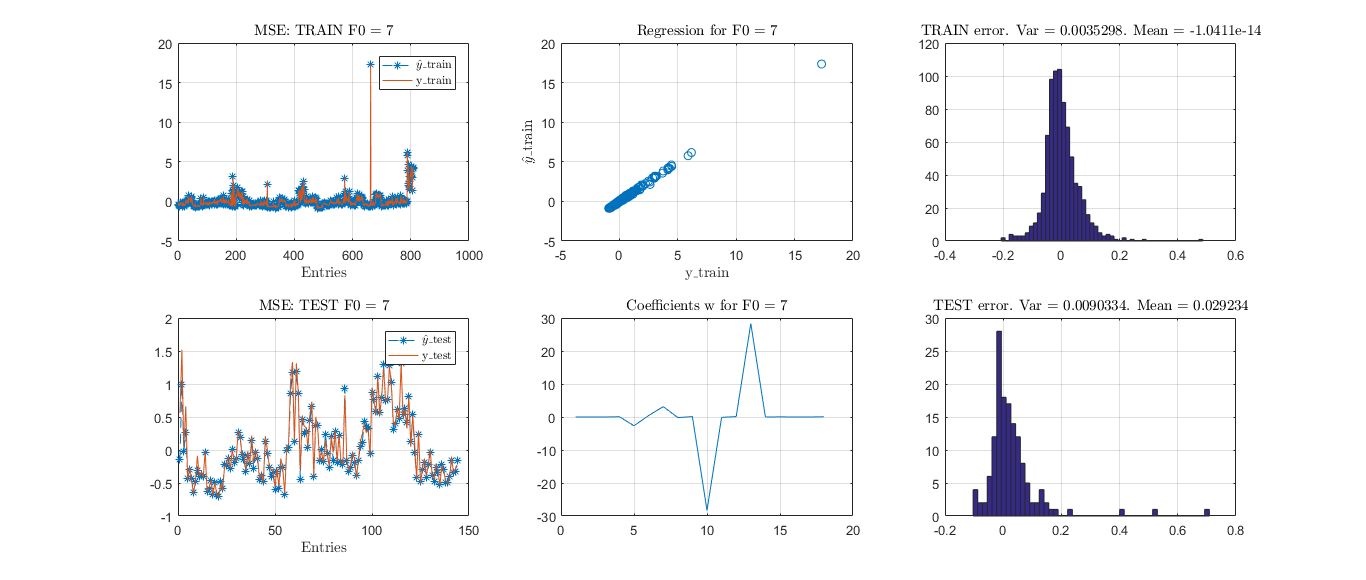 MSE: TRAIN F0 = 7
20
15
10
5
0
-5
0 200 400 600 800 1000
Entries
ŷ_train
y_train
Regression for F0 = 7
20
15
10
5
0
-5
-5 0 5 10 15 20
y_train
ŷ_train
TRAIN error. Var = 0.0035298. Mean = -1.0411e-14
120
100
80
60
40
20
0
-0.4 -0.2 0 0.2 0.4 0.6
MSE: TEST F0 = 7
2
1.5
1
0.5
0
-0.5
-1
0 50 100 150
Entries
ŷ_test
y_test
Coefficients w for F0 = 7
30
20
10
0
-10
-20
-30
0 5 10 15 20
TEST error. Var = 0.0090334. Mean = 0.029234
30
25
20
15
10
5
0
-0.2 0 0.2 0.4 0.6 0.8